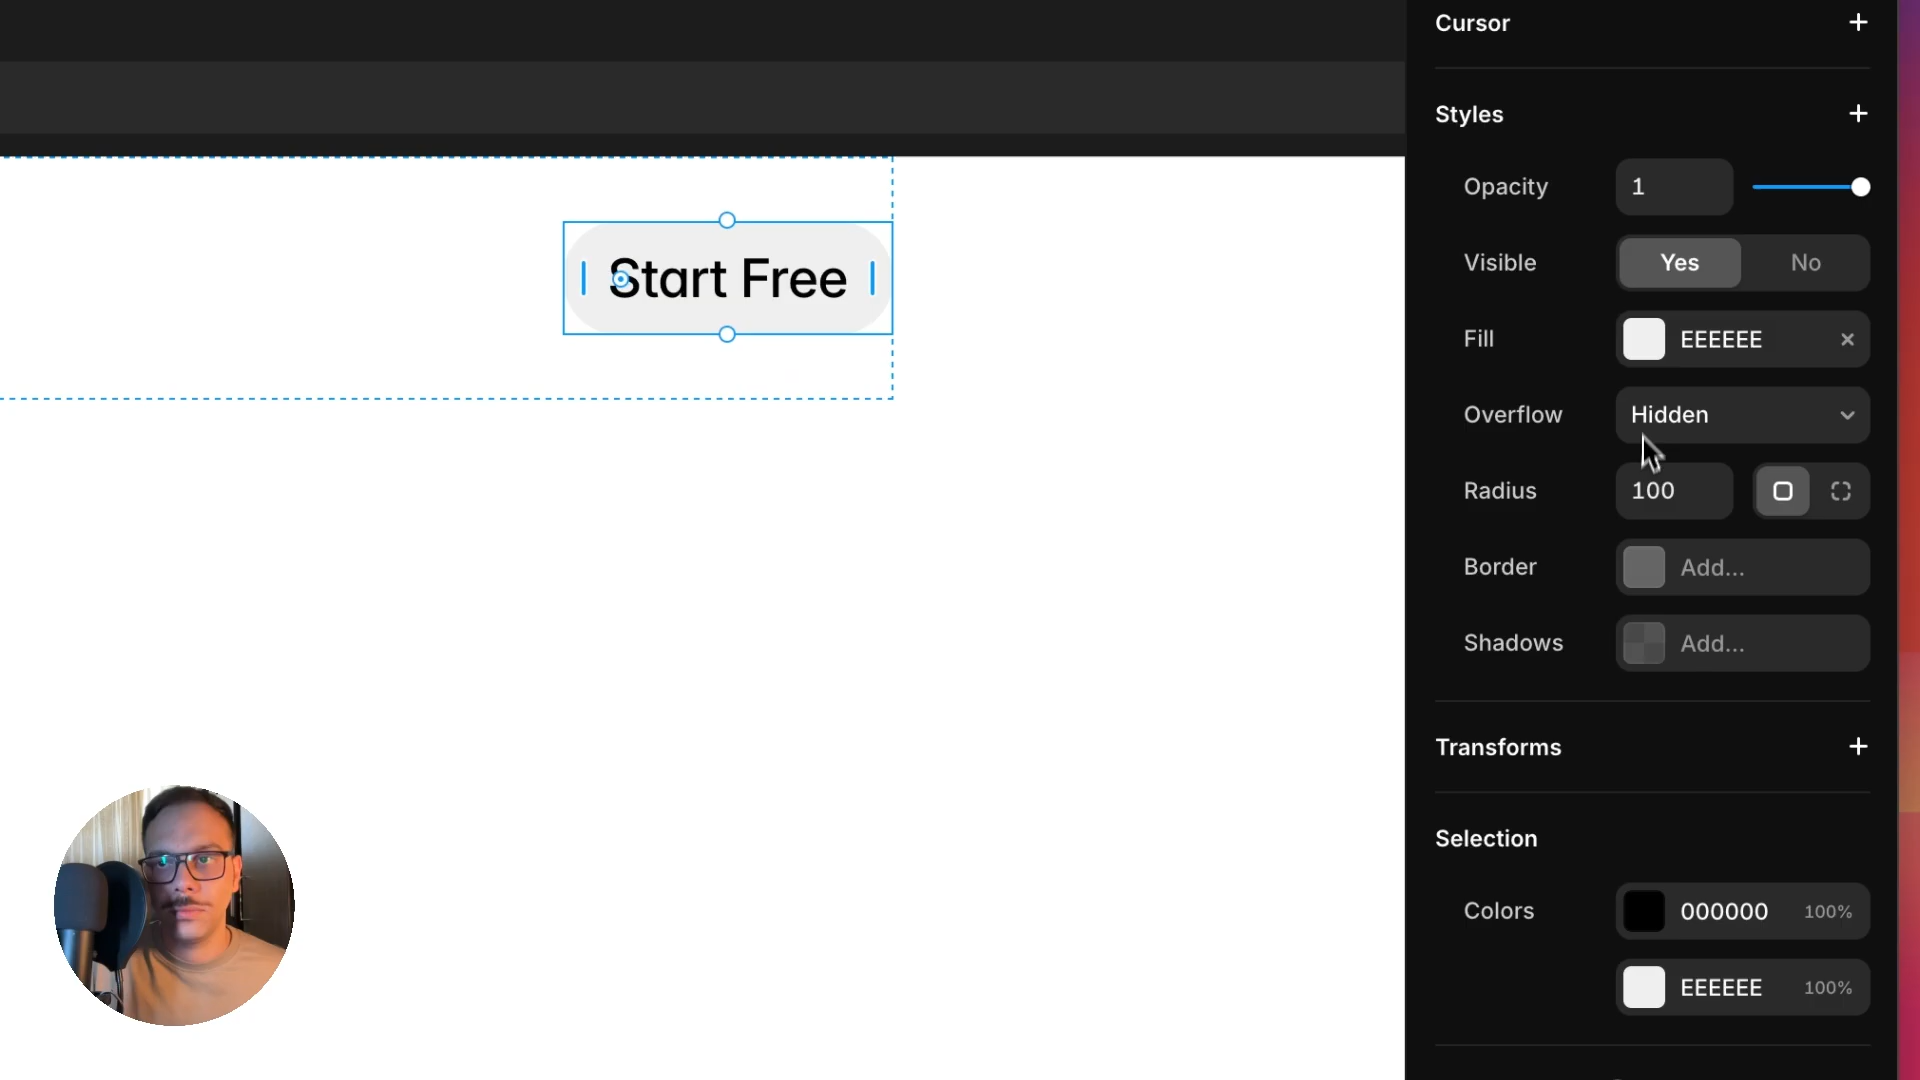 Cursor
Styles
Opacity 1
Visible Yes No
Start Free
Fill EEEEEE
Overflow Hidden
Radius 100
Border Add...
Shadows Add...
Transforms
Selection
Colors 000000 100%
EEEEEE 100%